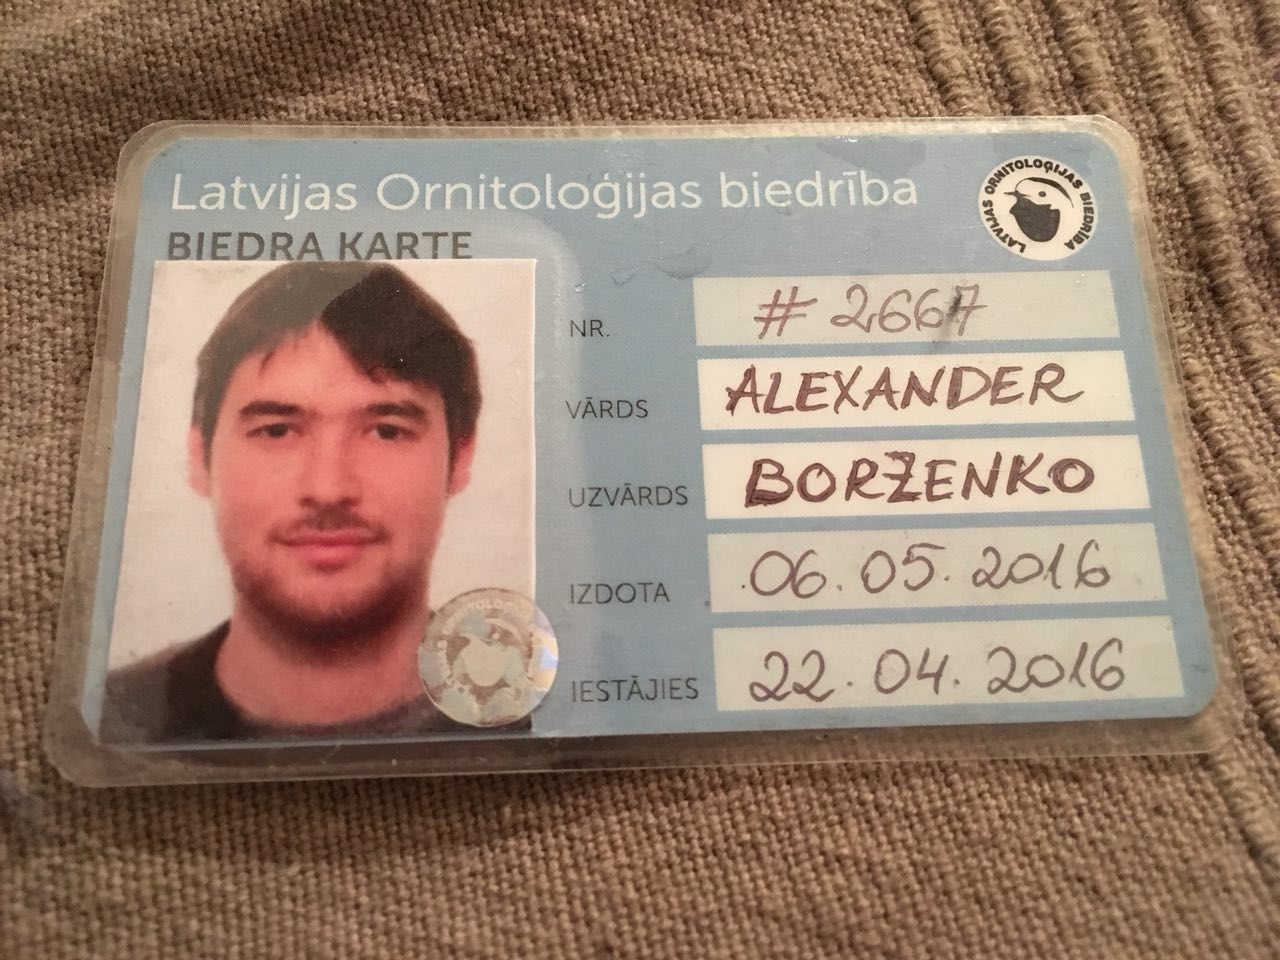 Latvijas Ornitoloģijas biedrība
BIEDRA KARTE
LATVIJAS ORNITOLOĢIJAS BIEDRĪBA
NR. # 2667
VĀRDS ALEXANDER
UZVĀRDS BORŽENKO
IZDOTA 06.05.2016
IESTĀJIES 22.04.2016